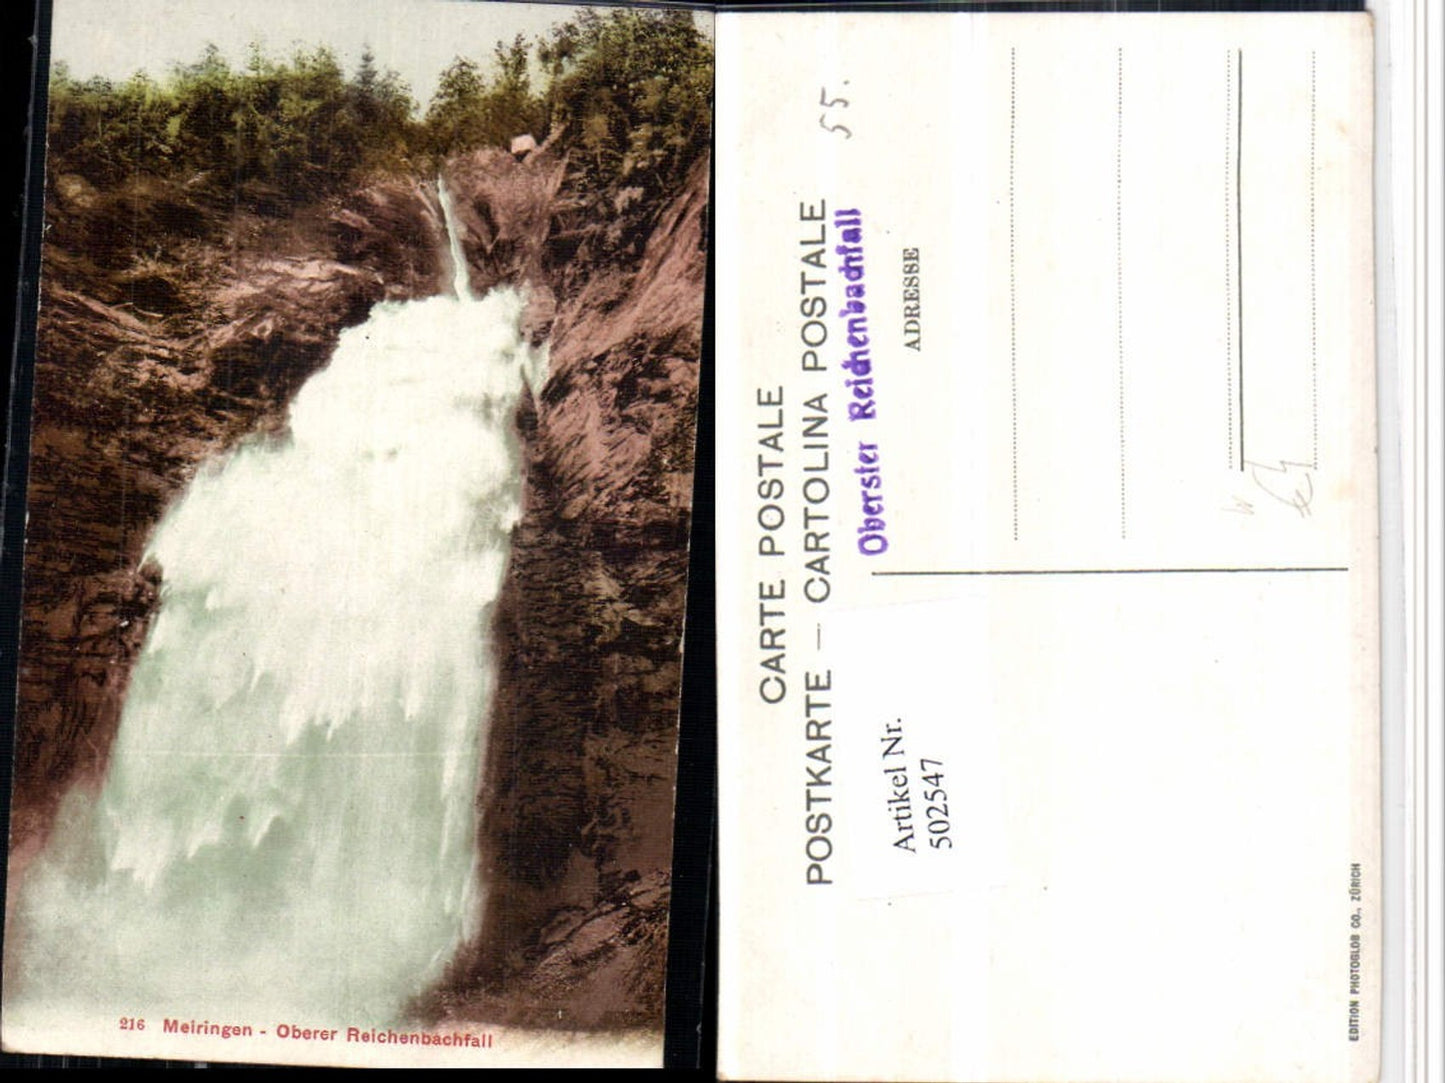 216 Meiringen - Oberer Reichenbachfall
CARTE POSTALE
POSTKARTE — CARTOLINA POSTALE
55.
Oberster Reichenbachfall
ADRESSE
Artikel Nr.
502547
EDITION PHOTOGLOB CO., ZÜRICH